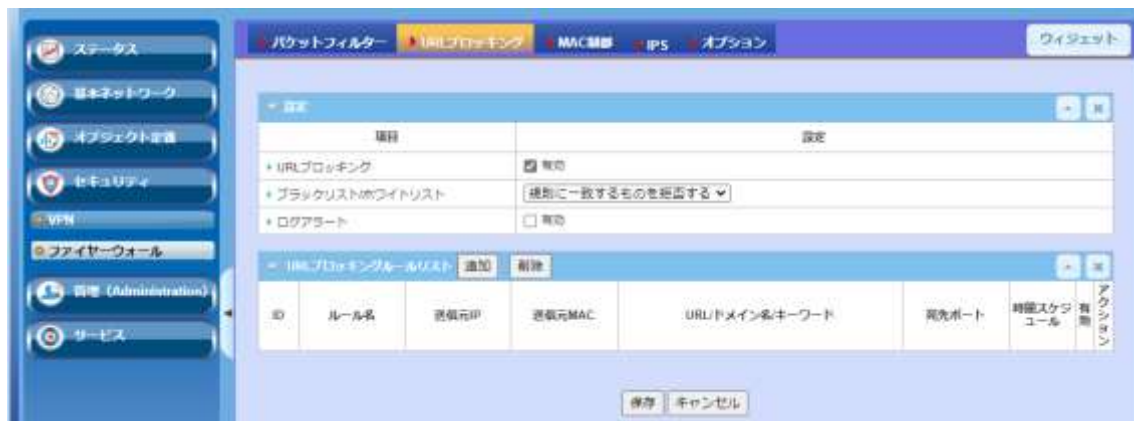 ステータス
基本ネットワーク
オブジェクト定義
セキュリティ
VPN
ファイヤーウォール
管理 (Administration)
サービス
パケットフィルター URLブロッキング MAC制御 IPS オプション
ウィジェット
設定
項目 設定
URLブロッキング 有効
ブラックリスト/ホワイトリスト 規則に一致するものを拒否する
ログアラート 有効
URLブロッキングルールリスト 追加 削除
ID ルール名 送信元IP 送信元MAC URL/ドメイン名/キーワード 宛先ポート 時間スケジュール 有効 アクション
保存 キャンセル